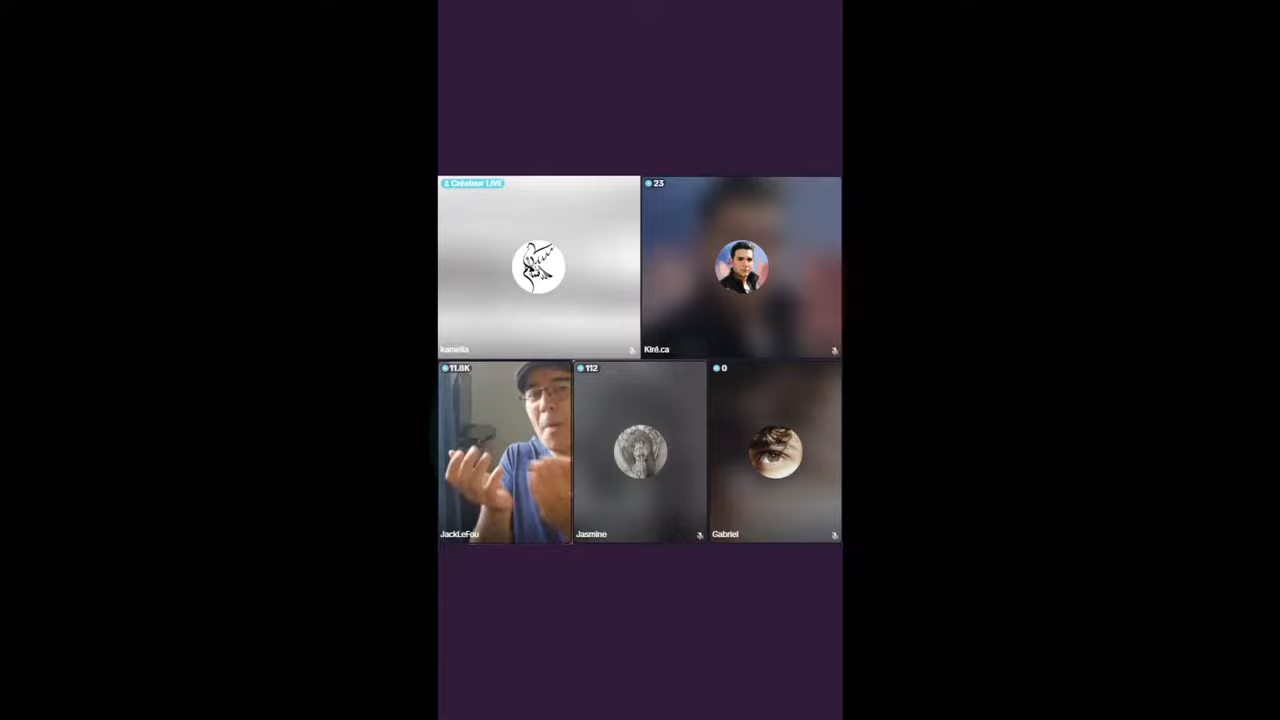 Créateur LIVE
23
kamelia
Kiré.ca
11.8K
112
0
JackLeFou
Jasmine
Gabriel